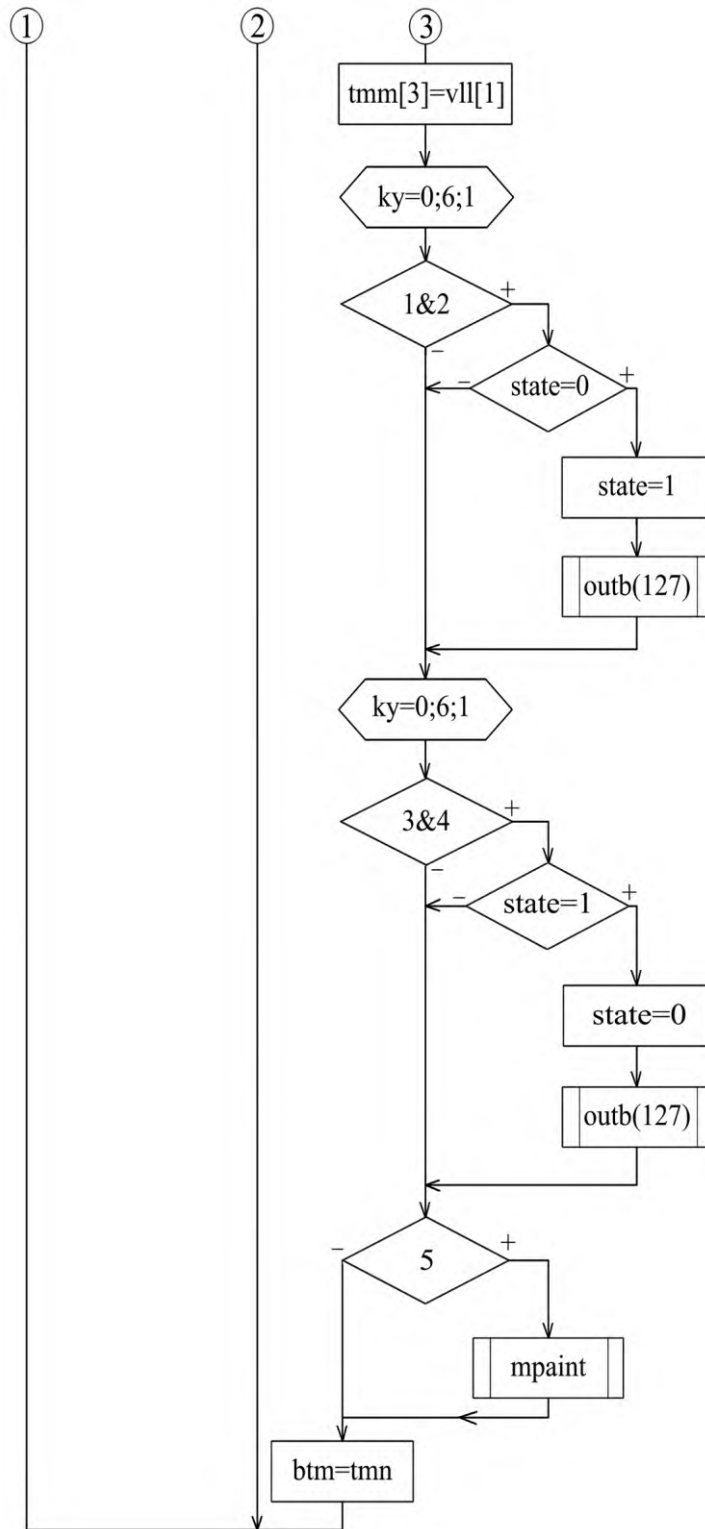 1 2 3
tmm[3]=vll[1]
ky=0;6;1
1&2
+
−
state=0
−
+
state=1
outb(127)
ky=0;6;1
3&4
+
−
state=1
−
+
state=0
outb(127)
5
−
+
mpaint
btm=tmn